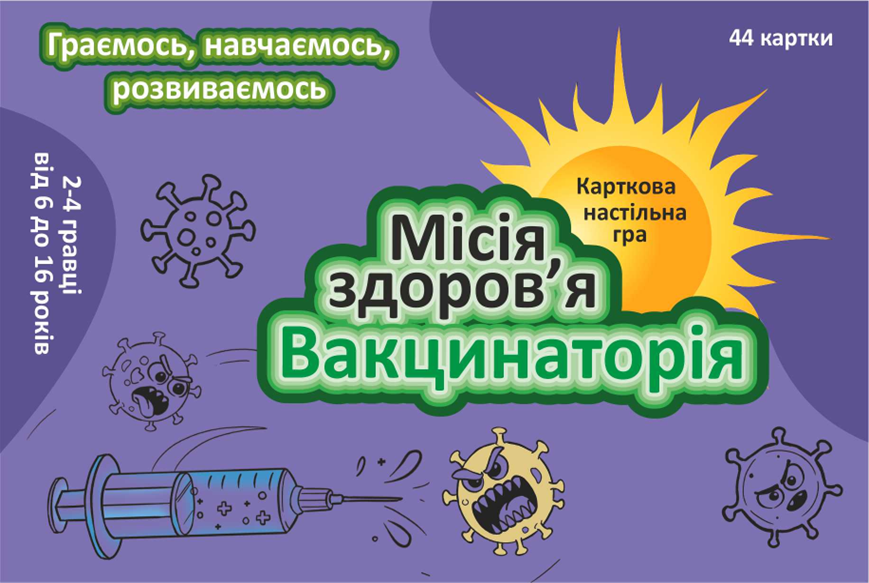 Граємось, навчаємось,
розвиваємось
44 картки
2-4 гравці
від 6 до 16 років
Карткова
настільна
гра
Місія
здоров’я
Вакцинаторія